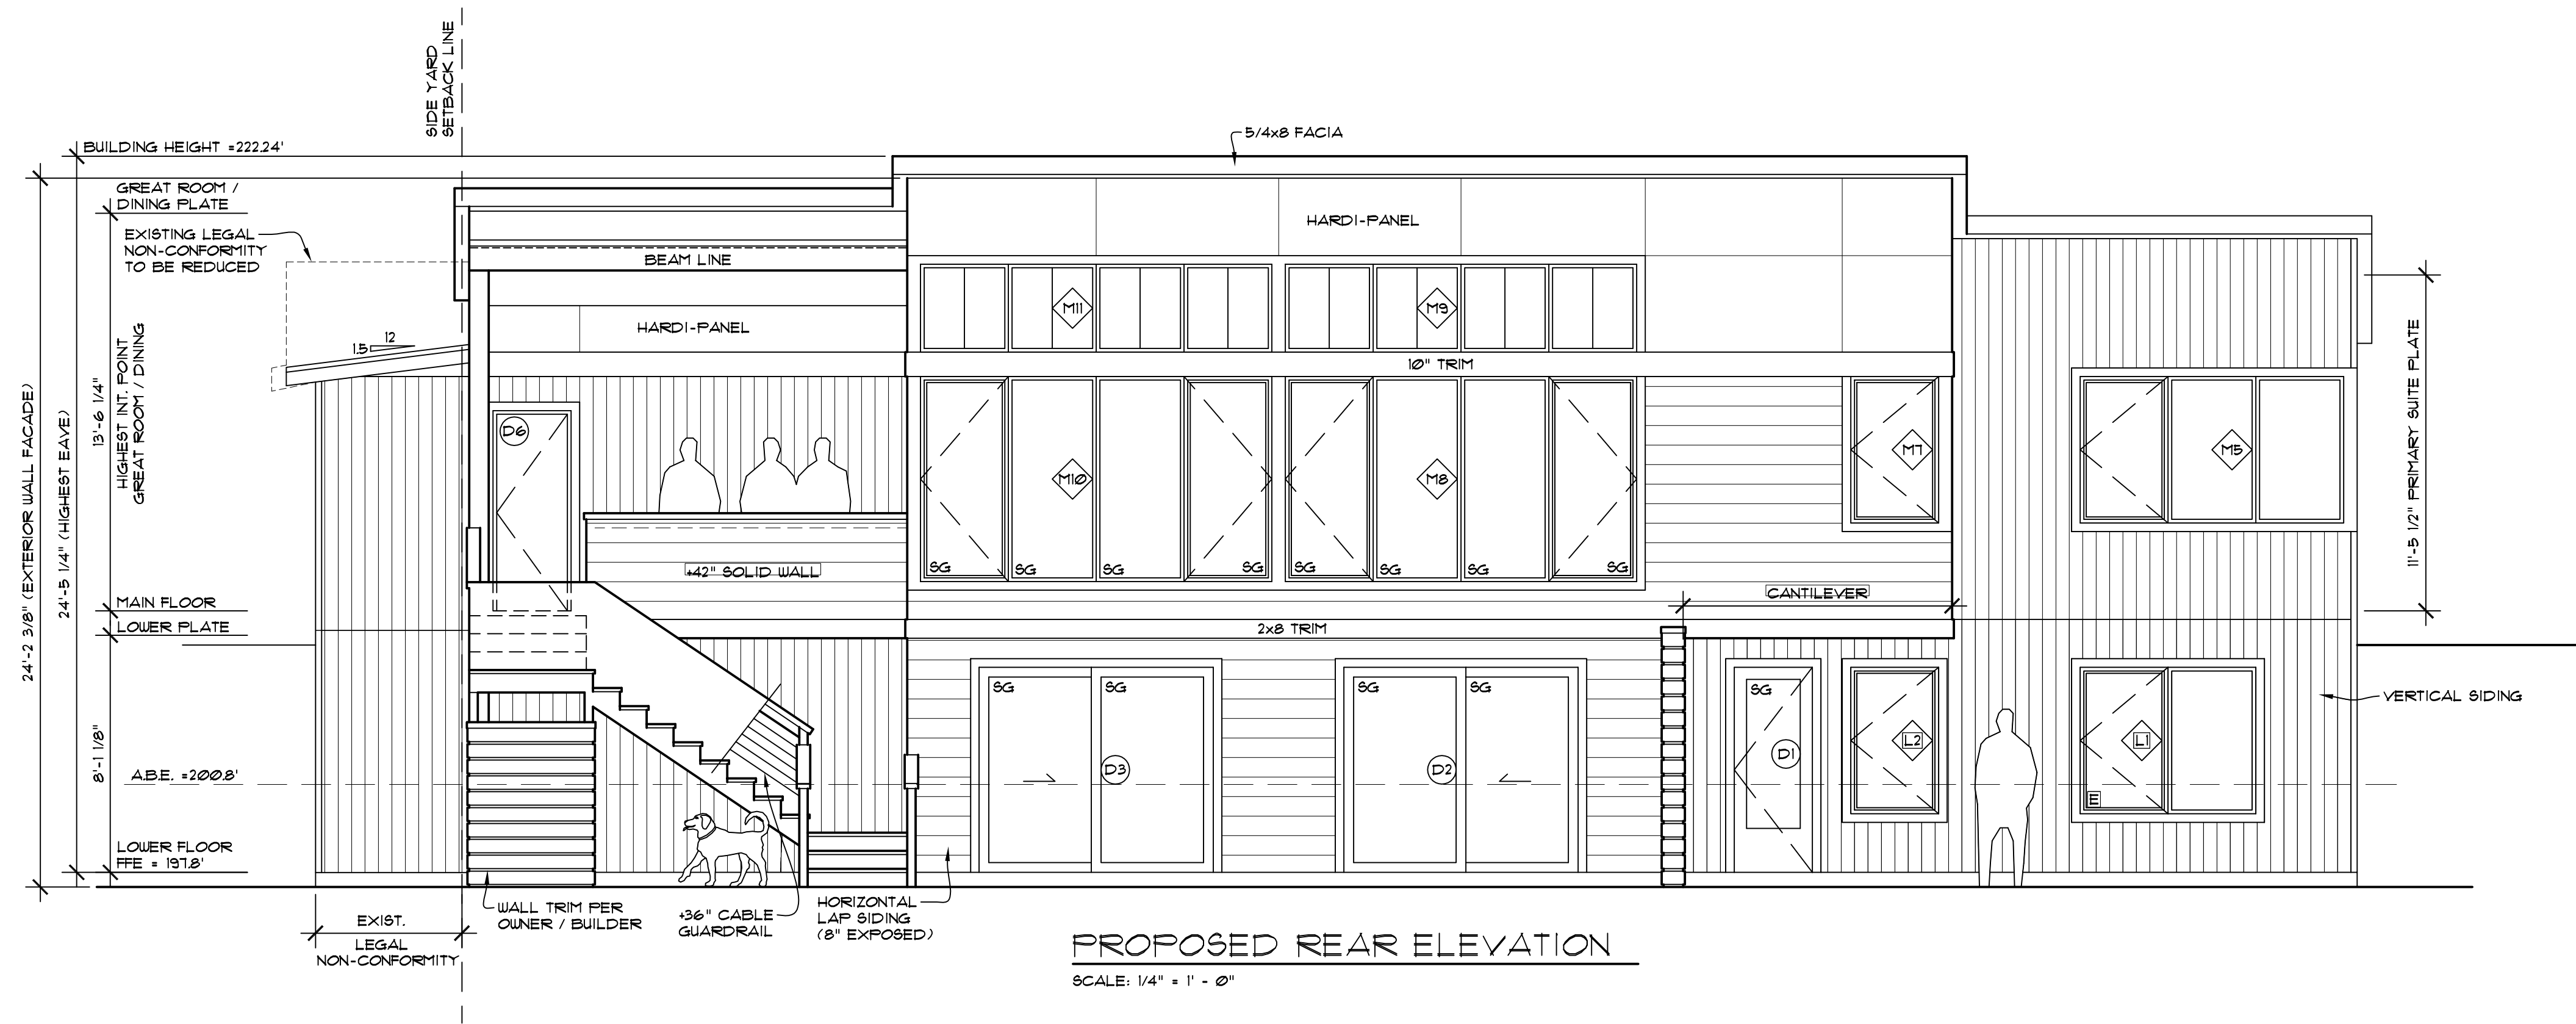 SIDE YARD
SETBACK LINE
5/4x8 FACIA
BUILDING HEIGHT =222.24'
GREAT ROOM /
DINING PLATE
EXISTING LEGAL
NON-CONFORMITY
TO BE REDUCED
HARDI-PANEL
BEAM LINE
M11
M9
HARDI-PANEL
12
1.5
10" TRIM
24'-2 3/8" (EXTERIOR WALL FACADE)
24'-5 1/4" (HIGHEST EAVE)
13'-6 1/4"
HIGHEST INT. POINT
GREAT ROOM / DINING
11'-5 1/2" PRIMARY SUITE PLATE
D6
M10
M8
M7
M5
SG
SG
SG
SG
SG
SG
SG
SG
+42" SOLID WALL
CANTILEVER
MAIN FLOOR
LOWER PLATE
2x8 TRIM
SG
SG
SG
SG
SG
VERTICAL SIDING
8'-1 1/8"
L2
L1
D1
D3
D2
A.B.E. =200.8'
E
LOWER FLOOR
FFE = 197.8'
WALL TRIM PER
OWNER / BUILDER
+36" CABLE
GUARDRAIL
HORIZONTAL
LAP SIDING
(8" EXPOSED)
EXIST.
LEGAL
NON-CONFORMITY
PROPOSED REAR ELEVATION
SCALE: 1/4" = 1' - 0"